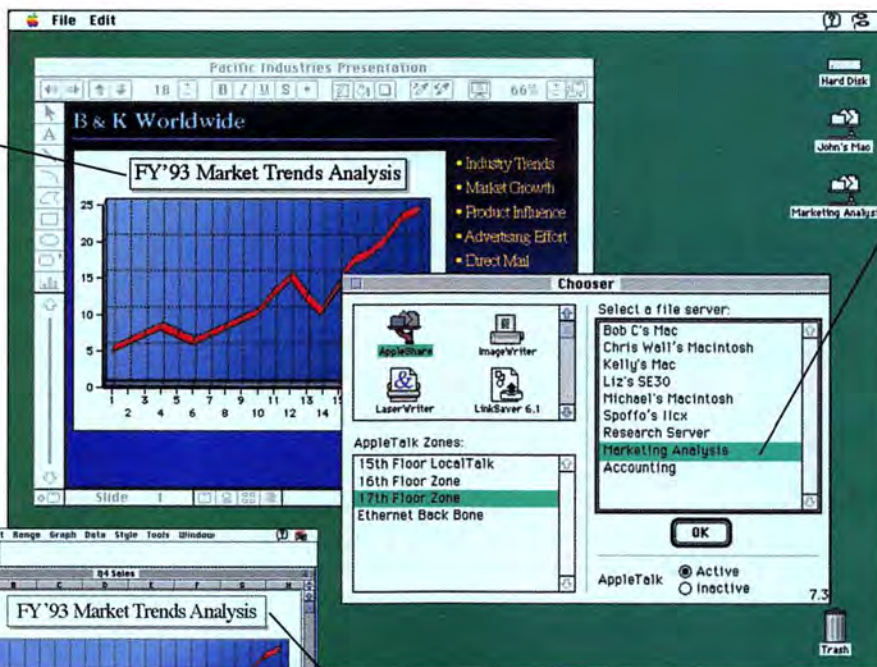 File Edit
Pacific Industries Presentation
18 B I U S 66%
B & K Worldwide
Hard Disk
John's Mac
Marketing Analysis
FY'93 Market Trends Analysis
• Industry Trends
• Market Growth
• Product Influence
• Advertising Effort
• Direct Mail
25
20
15
10
5
0
1 3 5 7 9 11 13
2 4 6 8 10 12 14
Slide 1
Chooser
AppleShare
ImageWriter
LaserWriter
LinkSaver 6.1
AppleTalk Zones:
15th Floor LocalTalk
16th Floor Zone
17th Floor Zone
Ethernet Back Bone
Select a file server:
Bob C's Mac
Chris Wall's Macintosh
Kelly's Mac
Liz's SE30
Michael's Macintosh
Spoffo's IIcx
Research Server
Marketing Analysis
Accounting
OK
AppleTalk
Active
Inactive
7.3
Trash
Range Graph Data Style Tools Window
Q4 Sales
B C D E F G H
FY'93 Market Trends Analysis